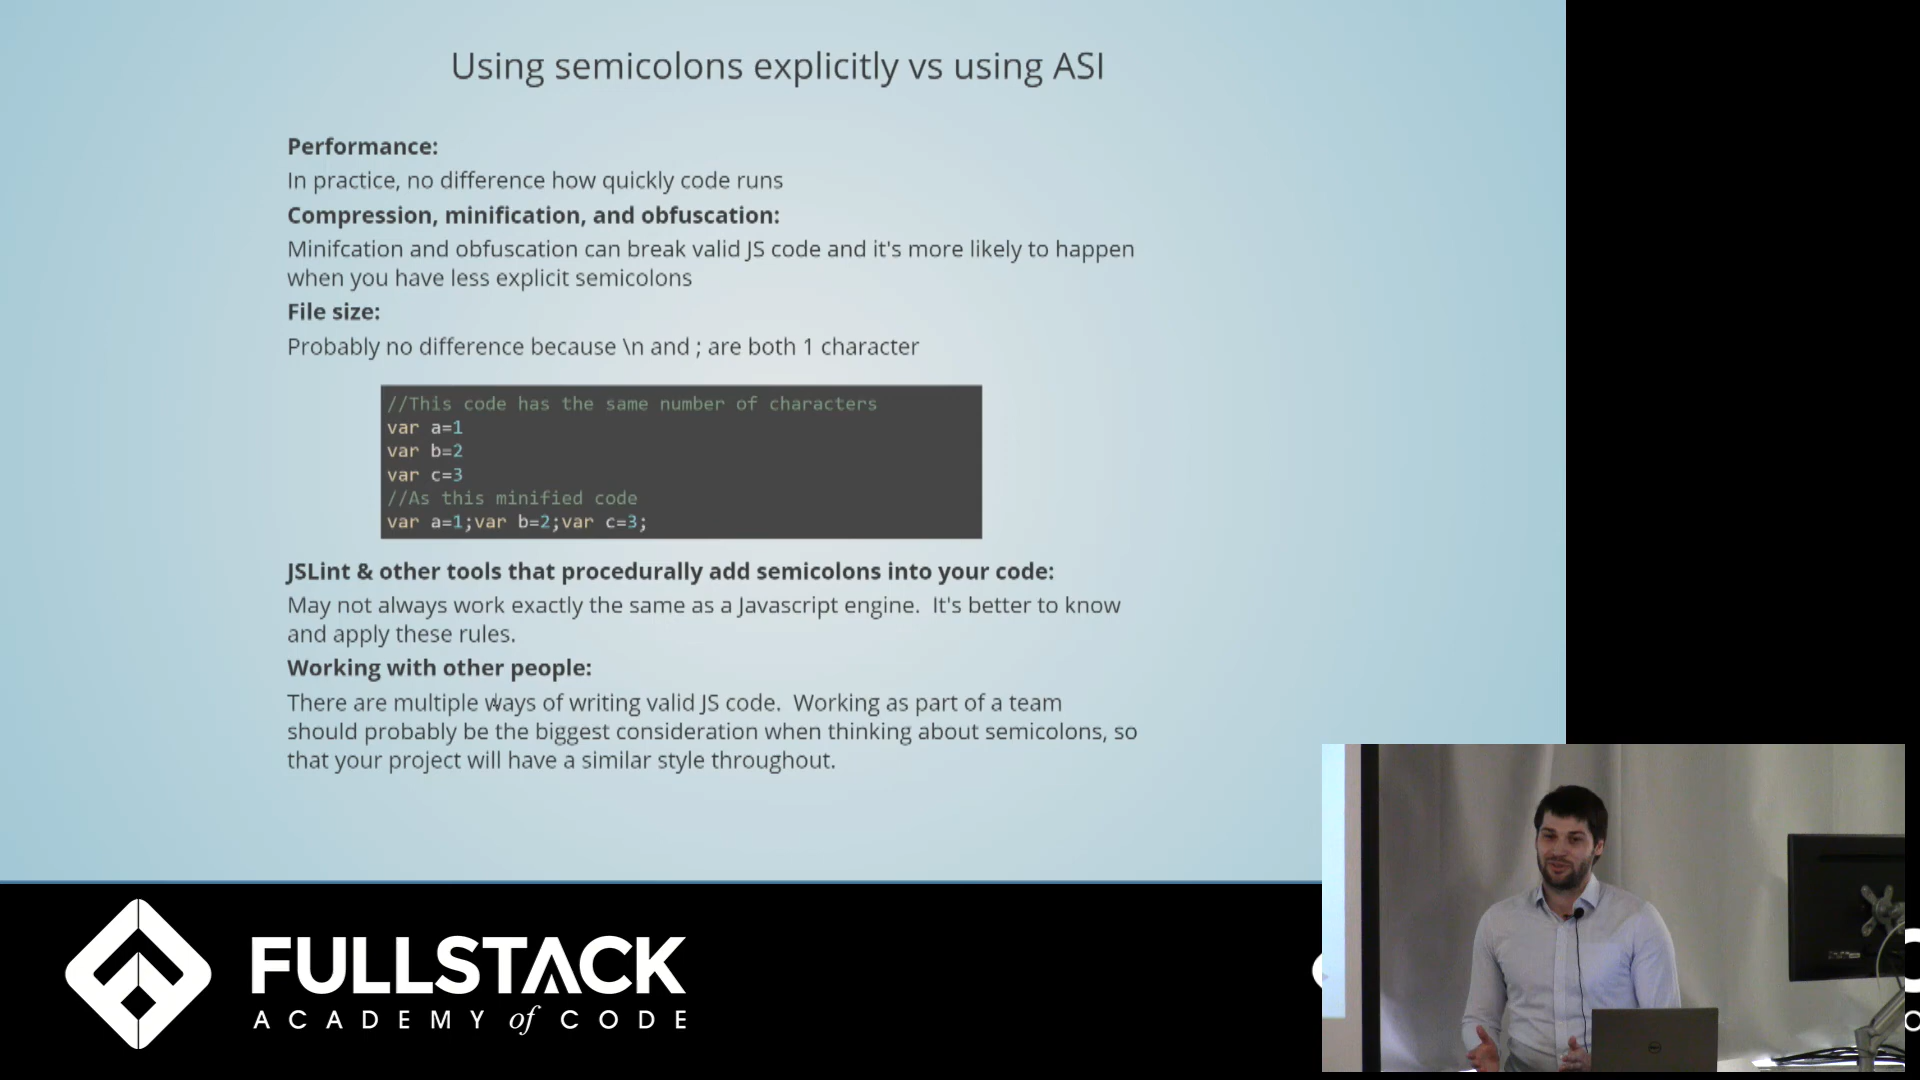 Using semicolons explicitly vs using ASI
Performance:
In practice, no difference how quickly code runs
Compression, minification, and obfuscation:
Minifcation and obfuscation can break valid JS code and it's more likely to happen
when you have less explicit semicolons
File size:
Probably no difference because \n and ; are both 1 character
//This code has the same number of characters
var a=1
var b=2
var c=3
//As this minified code
var a=1;var b=2;var c=3;
JSLint & other tools that procedurally add semicolons into your code:
May not always work exactly the same as a Javascript engine.  It's better to know
and apply these rules.
Working with other people:
There are multiple ways of writing valid JS code.  Working as part of a team
should probably be the biggest consideration when thinking about semicolons, so
that your project will have a similar style throughout.
FULLSTACK
ACADEMY of CODE